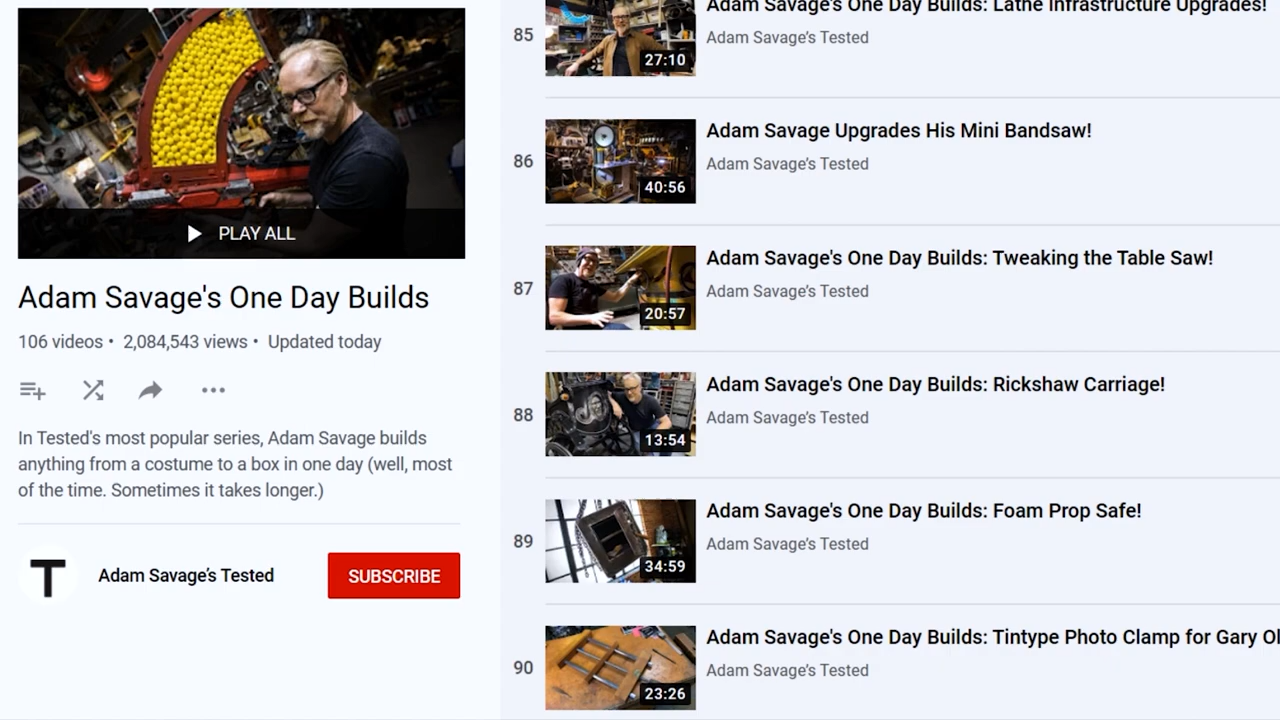 PLAY ALL
Adam Savage's One Day Builds
106 videos • 2,084,543 views • Updated today
In Tested's most popular series, Adam Savage builds
anything from a costume to a box in one day (well, most
of the time. Sometimes it takes longer.)
T
Adam Savage’s Tested
SUBSCRIBE
85
27:10
Adam Savage's One Day Builds: Lathe Infrastructure Upgrades!
Adam Savage’s Tested
86
40:56
Adam Savage Upgrades His Mini Bandsaw!
Adam Savage’s Tested
87
20:57
Adam Savage's One Day Builds: Tweaking the Table Saw!
Adam Savage’s Tested
88
13:54
Adam Savage's One Day Builds: Rickshaw Carriage!
Adam Savage’s Tested
89
34:59
Adam Savage's One Day Builds: Foam Prop Safe!
Adam Savage’s Tested
90
23:26
Adam Savage's One Day Builds: Tintype Photo Clamp for Gary Ol
Adam Savage’s Tested